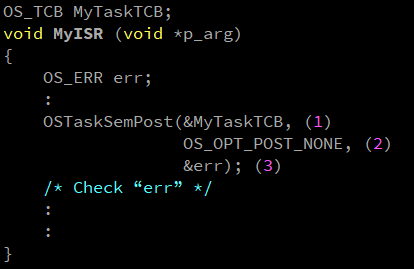 OS_TCB MyTaskTCB;
void MyISR (void *p_arg)
{
    OS_ERR err;
    :
    OSTaskSemPost(&MyTaskTCB, (1)
                  OS_OPT_POST_NONE, (2)
                  &err); (3)
    /* Check “err” */
    :
    :
}